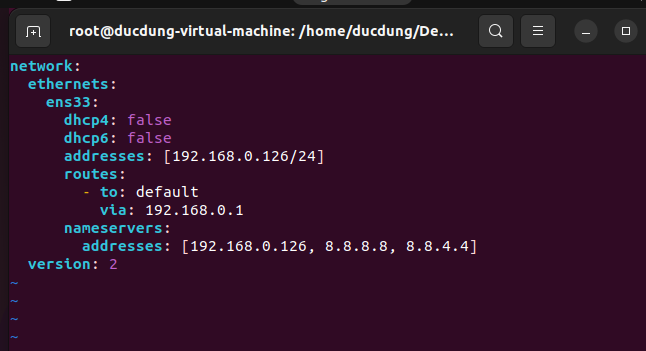 root@ducdung-virtual-machine: /home/ducdung/De...
network:
  ethernets:
    ens33:
      dhcp4: false
      dhcp6: false
      addresses: [192.168.0.126/24]
      routes:
        - to: default
          via: 192.168.0.1
      nameservers:
        addresses: [192.168.0.126, 8.8.8.8, 8.8.4.4]
  version: 2
~
~
~
~